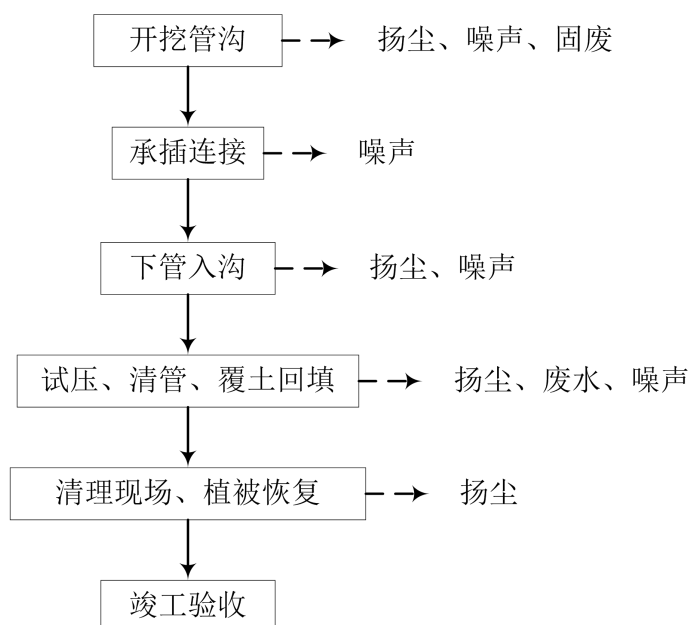 开挖管沟 扬尘、噪声、固废
承插连接 噪声
下管入沟 扬尘、噪声
试压、清管、覆土回填 扬尘、废水、噪声
清理现场、植被恢复 扬尘
竣工验收